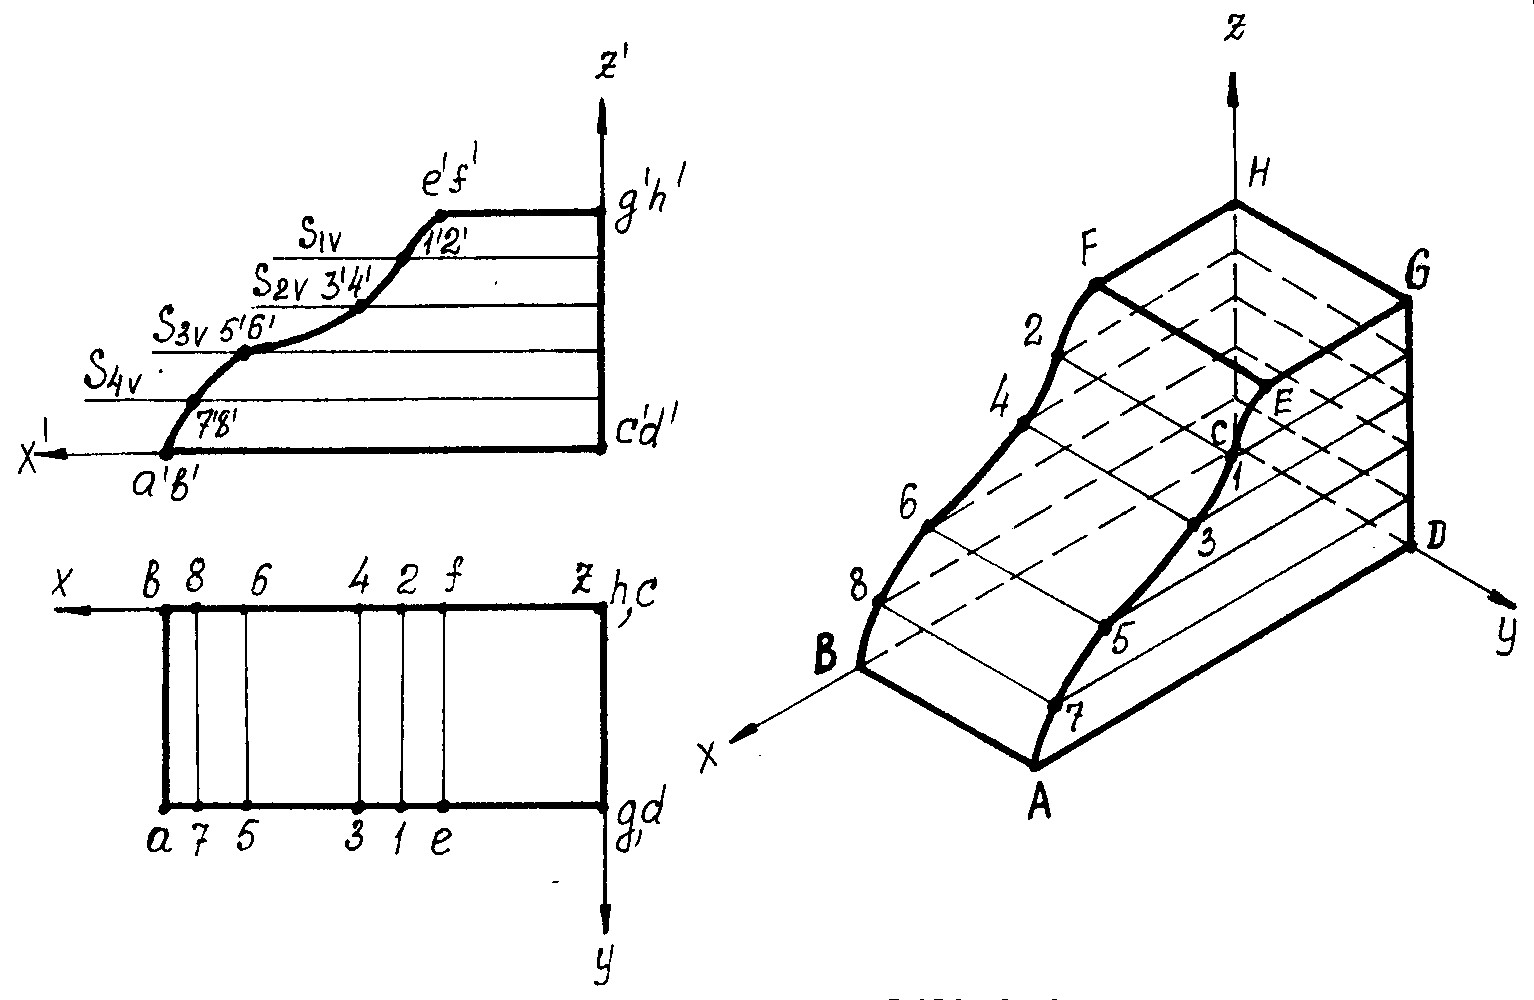 z'
e'f'
g'h'
S1v 1'2'
S2v 3'4'
S3v 5'6'
S4v 7'8'
c'd'
x'
a'b'
x b 8 6 4 2 f z h,c
a 7 5 3 1 e g,d
y
z
H
F G
2
4 E
C
1
6 3 D
8 5 y
B
7
x
A